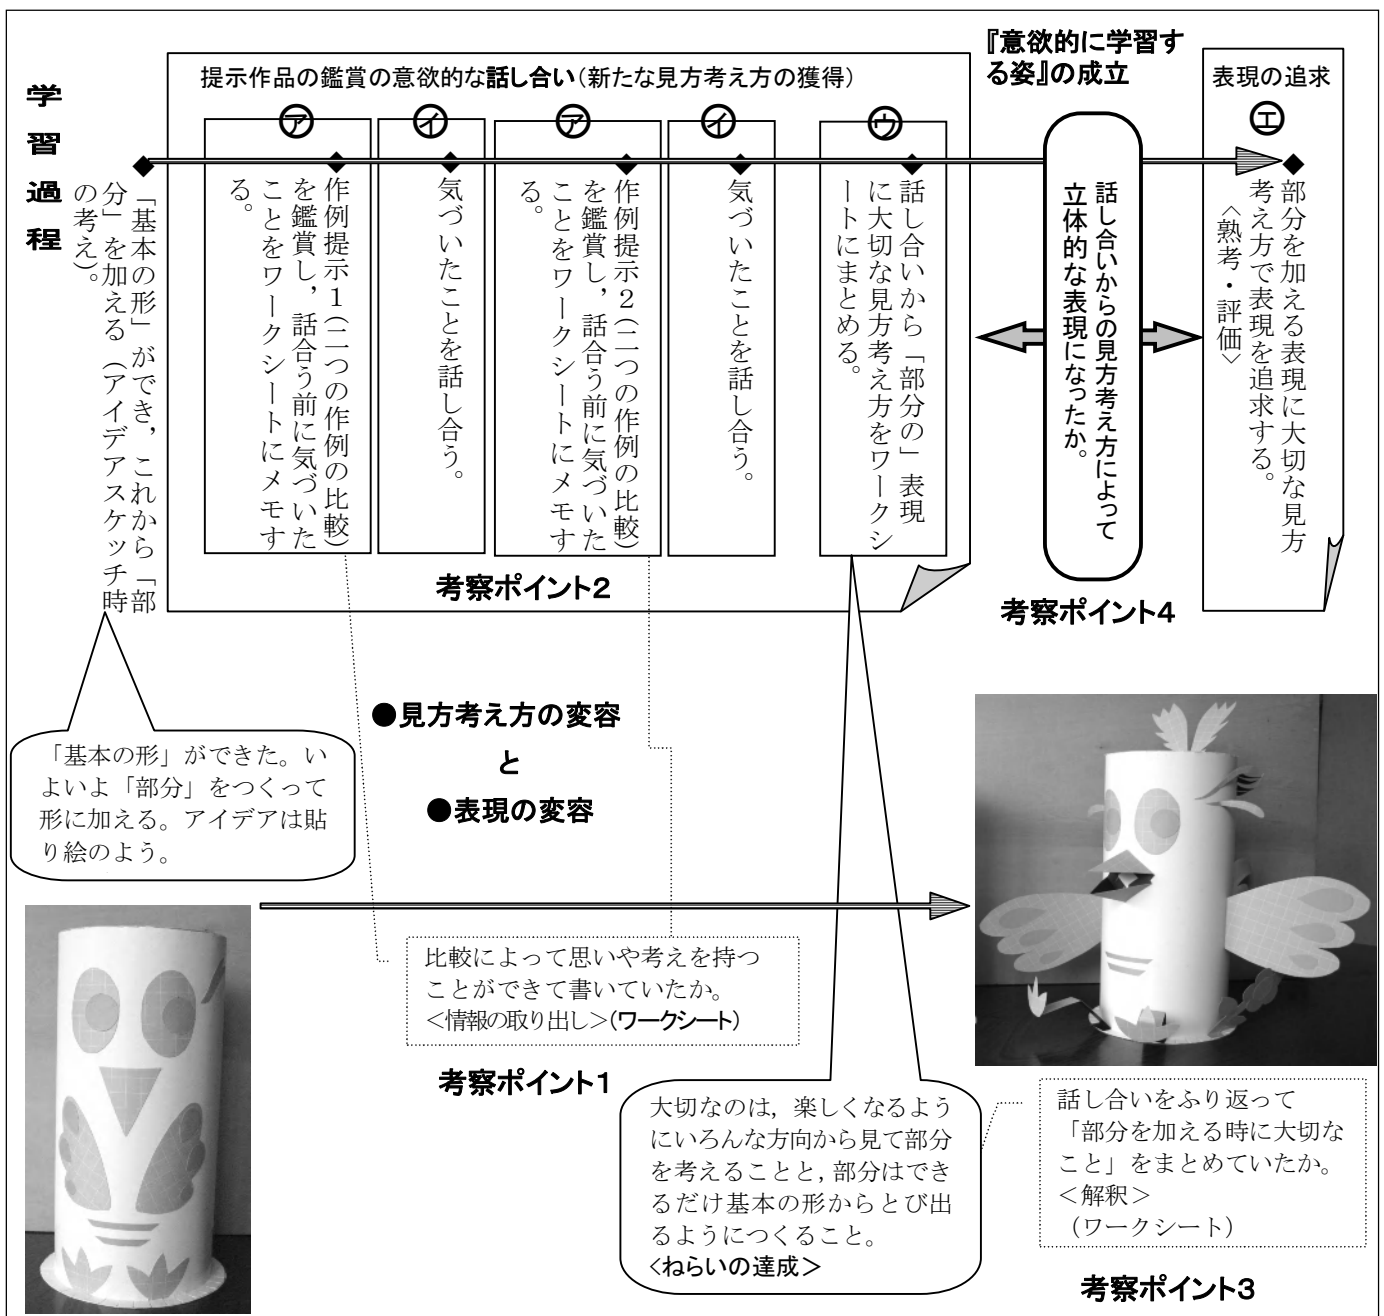 学習過程
「基本の形」ができ，これから「部
分」を加える（アイデアスケッチ時
の考え）。
提示作品の鑑賞の意欲的な話し合い（新たな見方考え方の獲得）
㋐
◆作例提示１（二つの作例の比較）
を鑑賞し，話合う前に気づいた
ことをワークシートにメモす
る。
㋑
◆気づいたことを話し合う。
㋐
◆作例提示２（二つの作例の比較）
を鑑賞し，話合う前に気づいた
ことをワークシートにメモす
る。
㋑
◆気づいたことを話し合う。
㋒
◆話し合いから「部分の」表現
に大切な見方考え方をワークシ
ートにまとめる。
考察ポイント2
『意欲的に学習す
る姿』の成立
話し合いからの見方考え方によって
立体的な表現になったか。
考察ポイント4
表現の追求
㋓
◆部分を加える表現に大切な見方
考え方で表現を追求する。
〈熟考・評価〉
「基本の形」ができた。い
よいよ「部分」をつくって
形に加える。アイデアは貼
り絵のよう。
●見方考え方の変容
と
●表現の変容
比較によって思いや考えを持つ
ことができて書いていたか。
<情報の取り出し>(ワークシート)
考察ポイント1
大切なのは，楽しくなるよう
にいろんな方向から見て部分
を考えることと，部分はでき
るだけ基本の形からとび出
るようにつくること。
<ねらいの達成>
話し合いをふり返って
「部分を加える時に大切な
こと」をまとめていたか。
＜解釈＞
（ワークシート）
考察ポイント3